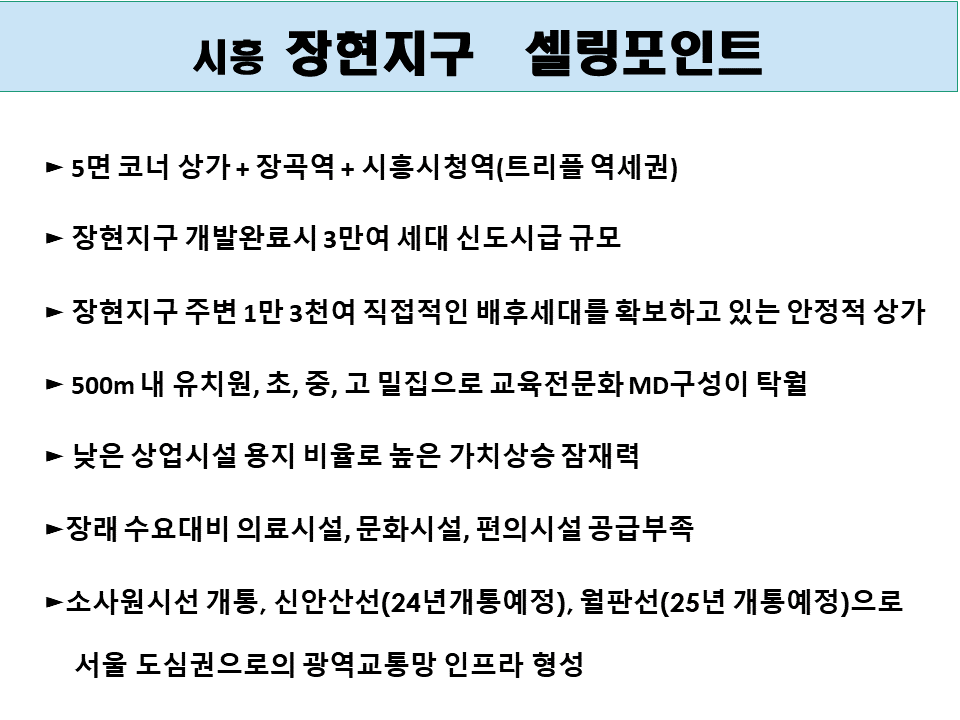 시흥 장현지구 셀링포인트
► 5면 코너 상가 + 장곡역 + 시흥시청역(트리플 역세권)
► 장현지구 개발완료시 3만여 세대 신도시급 규모
► 장현지구 주변 1만 3천여 직접적인 배후세대를 확보하고 있는 안정적 상가
► 500m 내 유치원, 초, 중, 고 밀집으로 교육전문화 MD구성이 탁월
► 낮은 상업시설 용지 비율로 높은 가치상승 잠재력
►장래 수요대비 의료시설, 문화시설, 편의시설 공급부족
►소사원시선 개통, 신안산선(24년개통예정), 월판선(25년 개통예정)으로
서울 도심권으로의 광역교통망 인프라 형성